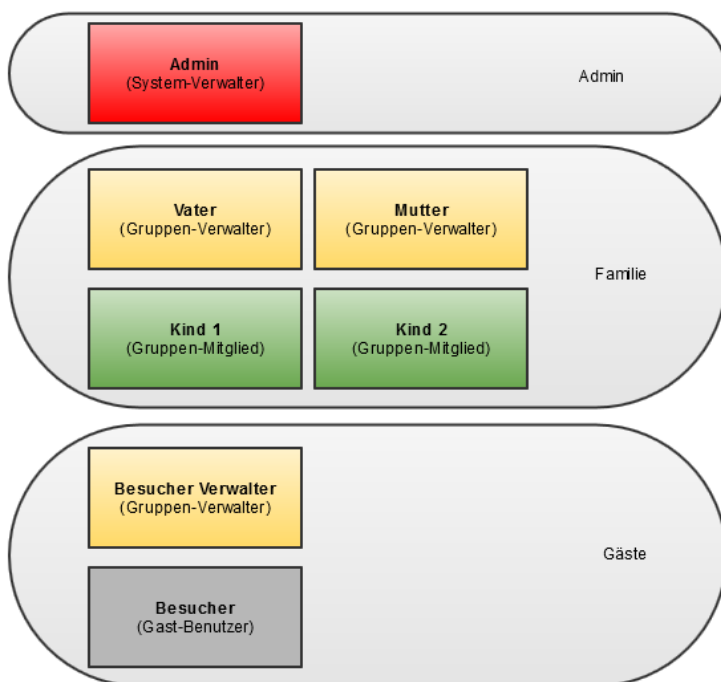 Admin
(System-Verwalter)
Admin
Vater
(Gruppen-Verwalter)
Mutter
(Gruppen-Verwalter)
Familie
Kind 1
(Gruppen-Mitglied)
Kind 2
(Gruppen-Mitglied)
Besucher Verwalter
(Gruppen-Verwalter)
Gäste
Besucher
(Gast-Benutzer)